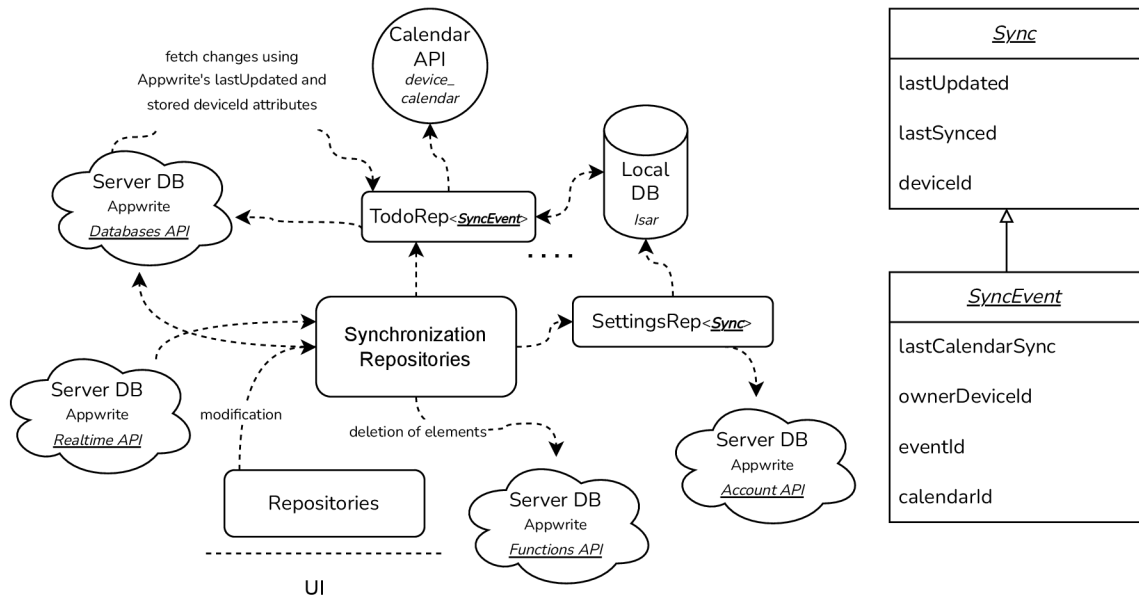 fetch changes using
Appwrite's lastUpdated and
stored deviceId attributes
Calendar
API
device_
calendar
Server DB
Appwrite
Databases API
TodoRep<SyncEvent>
Local
DB
Isar
. . . .
Synchronization
Repositories
SettingsRep<Sync>
Server DB
Appwrite
Realtime API
modification
deletion of elements
Repositories
Server DB
Appwrite
Functions API
Server DB
Appwrite
Account API
UI
Sync
lastUpdated
lastSynced
deviceId
SyncEvent
lastCalendarSync
ownerDeviceId
eventId
calendarId